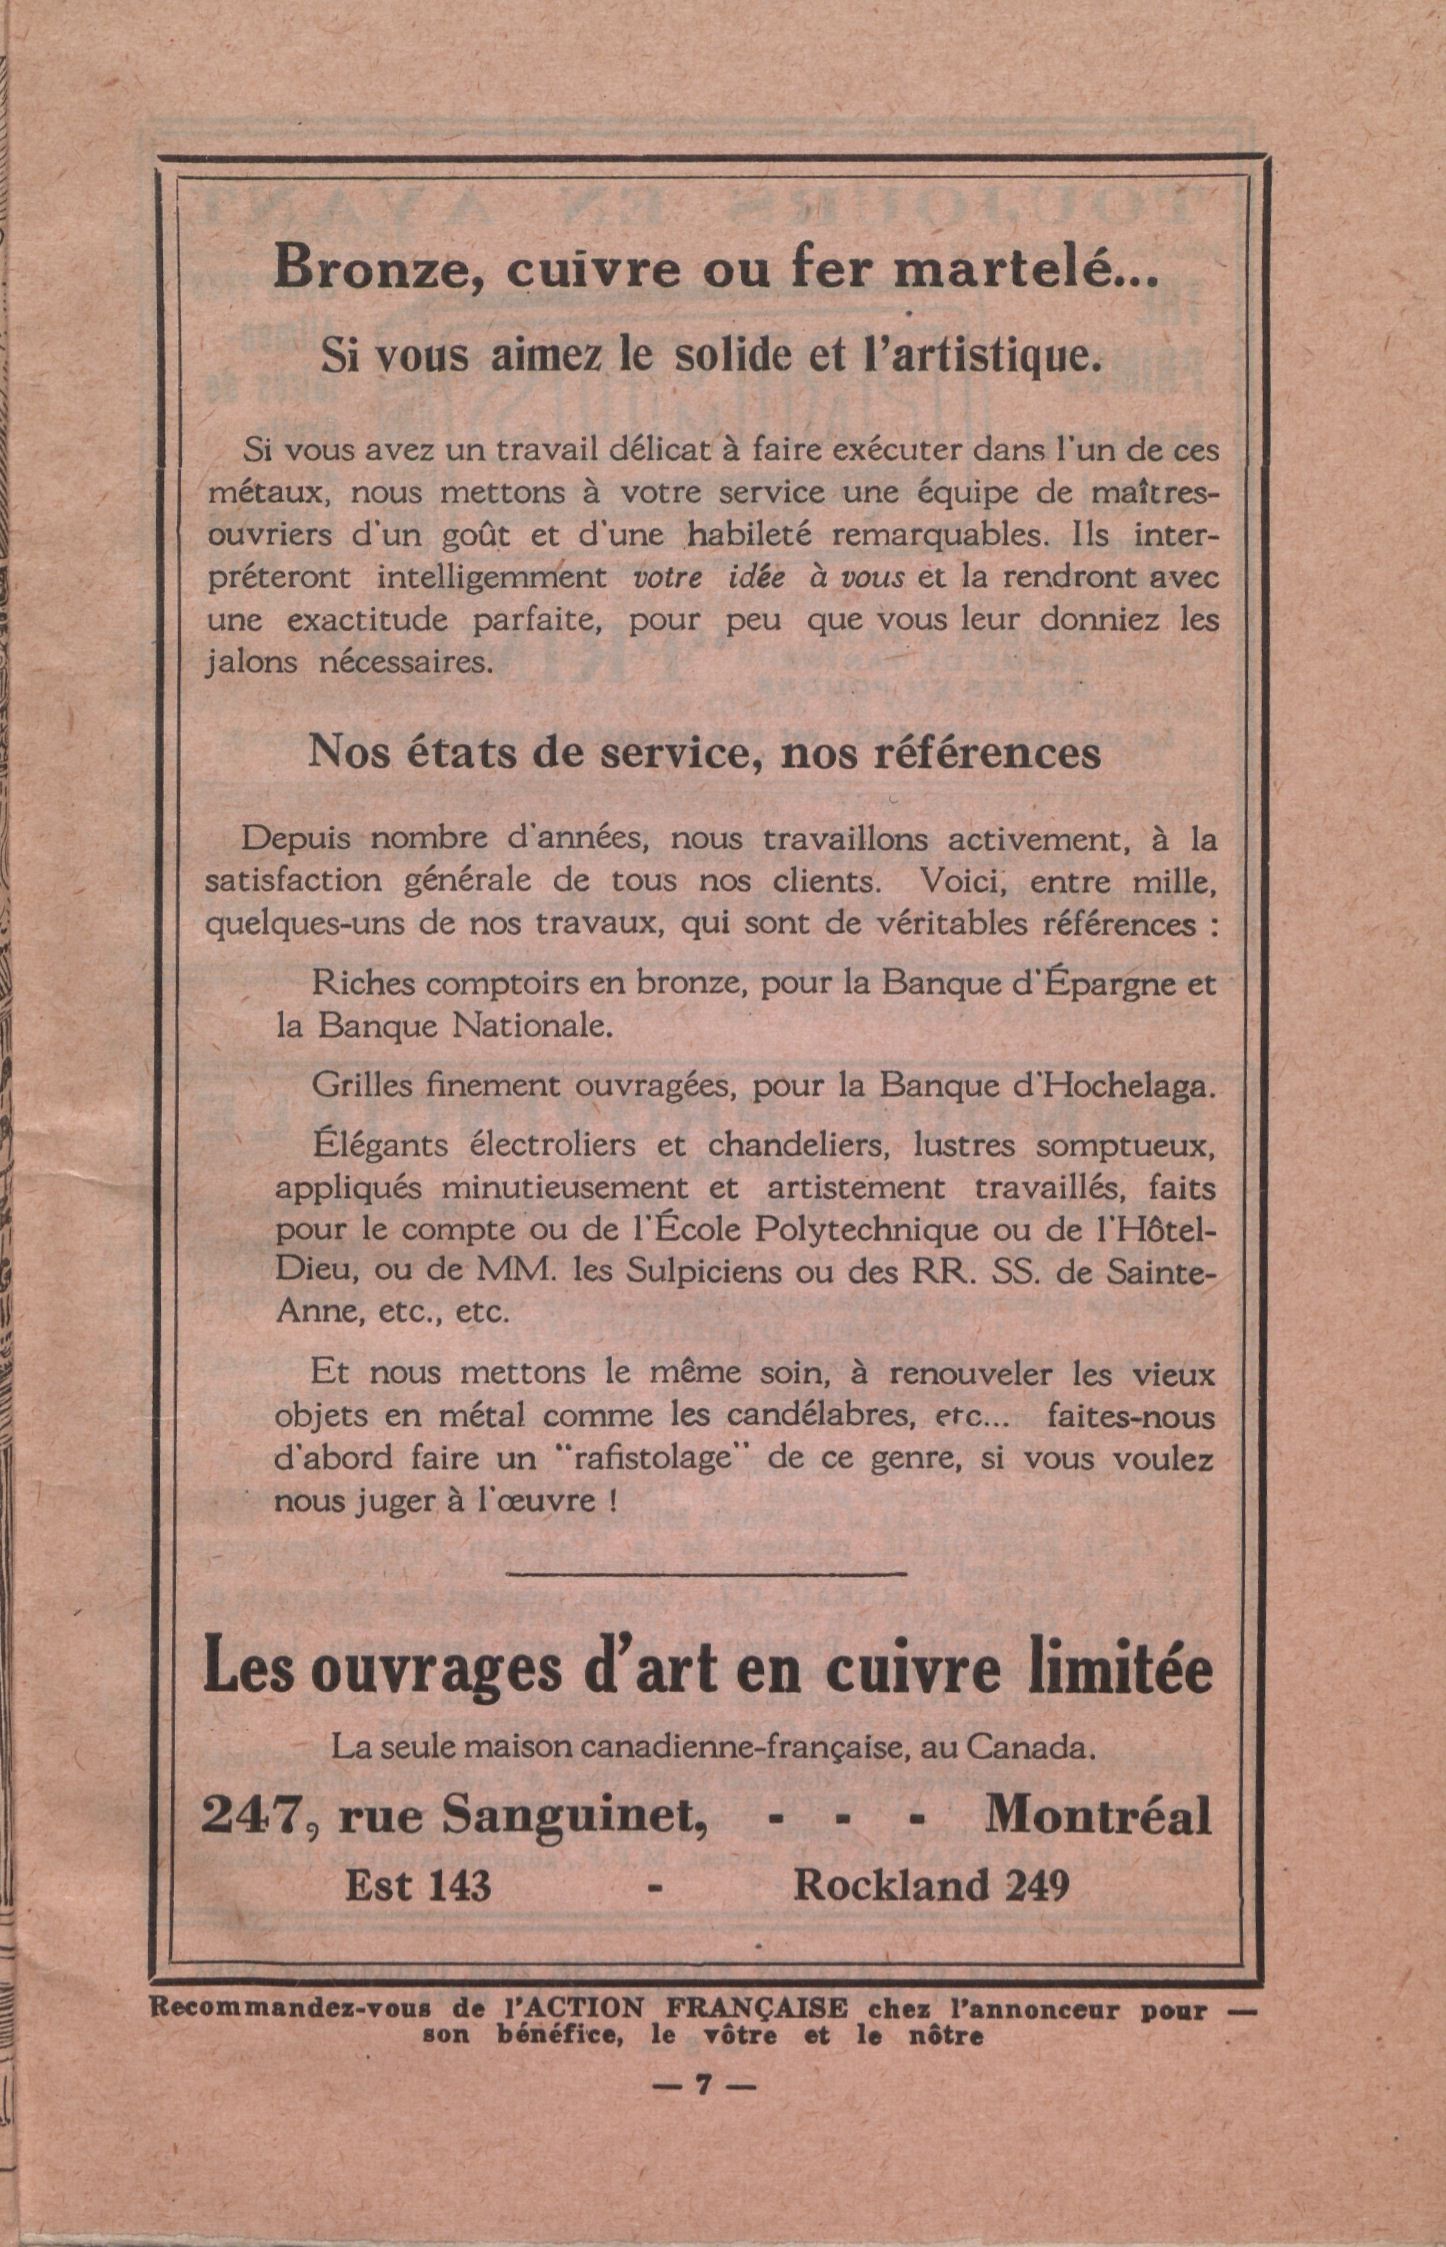 Bronze, cuivre ou fer martelé...
Si vous aimez le solide et l'artistique.
Si vous avez un travail délicat à faire exécuter dans l'un de ces
métaux, nous mettons à votre service une équipe de maîtres-
ouvriers d'un goût et d'une habileté remarquables. Ils inter-
préteront intelligemment votre idée à vous et la rendront avec
une exactitude parfaite, pour peu que vous leur donniez les
jalons nécessaires.
Nos états de service, nos références
Depuis nombre d'années, nous travaillons activement, à la
satisfaction générale de tous nos clients. Voici, entre mille,
quelques-uns de nos travaux, qui sont de véritables références :
Riches comptoirs en bronze, pour la Banque d'Épargne et
la Banque Nationale.
Grilles finement ouvragées, pour la Banque d'Hochelaga.
Élégants électroliers et chandeliers, lustres somptueux,
appliqués minutieusement et artistement travaillés, faits
pour le compte ou de l'École Polytechnique ou de l'Hôtel-
Dieu, ou de MM. les Sulpiciens ou des RR. SS. de Sainte-
Anne, etc., etc.
Et nous mettons le même soin, à renouveler les vieux
objets en métal comme les candélabres, etc... faites-nous
d'abord faire un "rafistolage" de ce genre, si vous voulez
nous juger à l'œuvre !
Les ouvrages d'art en cuivre limitée
La seule maison canadienne-française, au Canada.
247, rue Sanguinet, - - - Montréal
Est 143 - Rockland 249
Recommandez-vous de l'ACTION FRANÇAISE chez l'annonceur pour —
son bénéfice, le vôtre et le nôtre
— 7 —